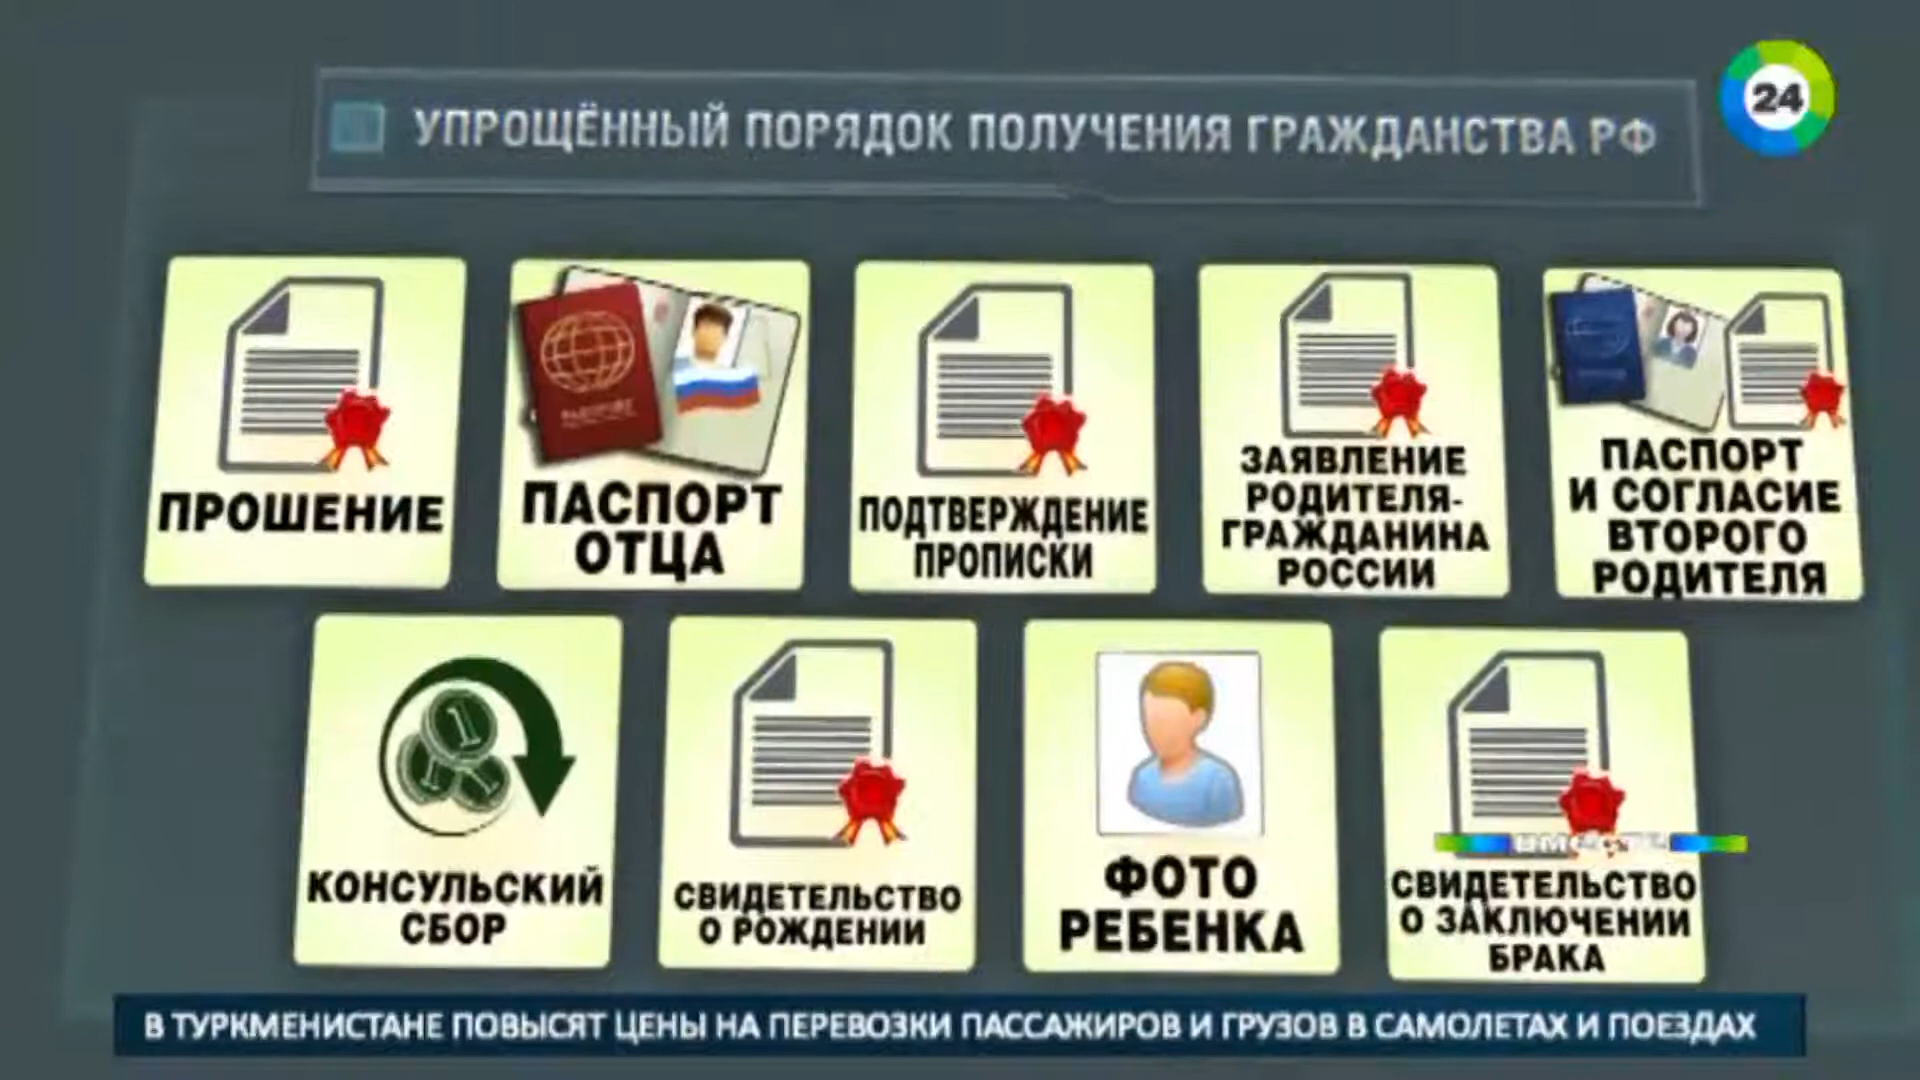 УПРОЩЁННЫЙ ПОРЯДОК ПОЛУЧЕНИЯ ГРАЖДАНСТВА РФ
24
ПРОШЕНИЕ
ПАСПОРТ
ОТЦА
ПОДТВЕРЖДЕНИЕ
ПРОПИСКИ
ЗАЯВЛЕНИЕ
РОДИТЕЛЯ-
ГРАЖДАНИНА
РОССИИ
ПАСПОРТ
И СОГЛАСИЕ
ВТОРОГО
РОДИТЕЛЯ
КОНСУЛЬСКИЙ
СБОР
СВИДЕТЕЛЬСТВО
О РОЖДЕНИИ
ФОТО
РЕБЕНКА
СВИДЕТЕЛЬСТВО
О ЗАКЛЮЧЕНИИ
БРАКА
В ТУРКМЕНИСТАНЕ ПОВЫСЯТ ЦЕНЫ НА ПЕРЕВОЗКИ ПАССАЖИРОВ И ГРУЗОВ В САМОЛЕТАХ И ПОЕЗДАХ